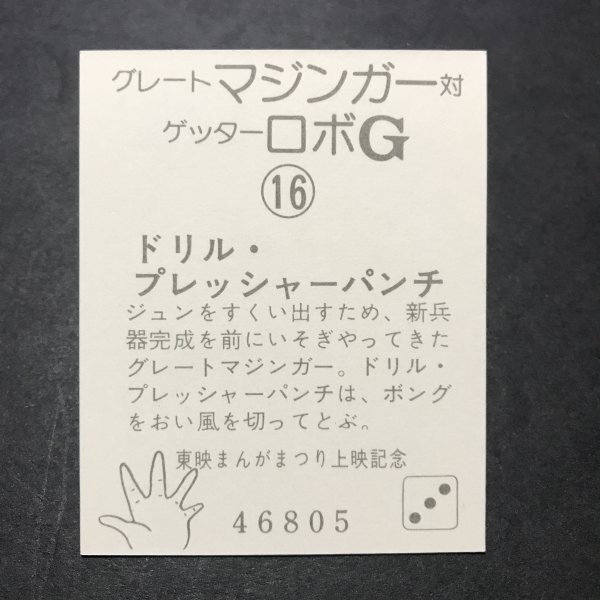 グレートマジンガー対
ゲッターロボG
⑯
ドリル・
プレッシャーパンチ
ジュンをすくい出すため、新兵
器完成を前にいそぎやってきた
グレートマジンガー。ドリル・
プレッシャーパンチは、ボング
をおい風を切ってとぶ。
東映まんがまつり上映記念
46805